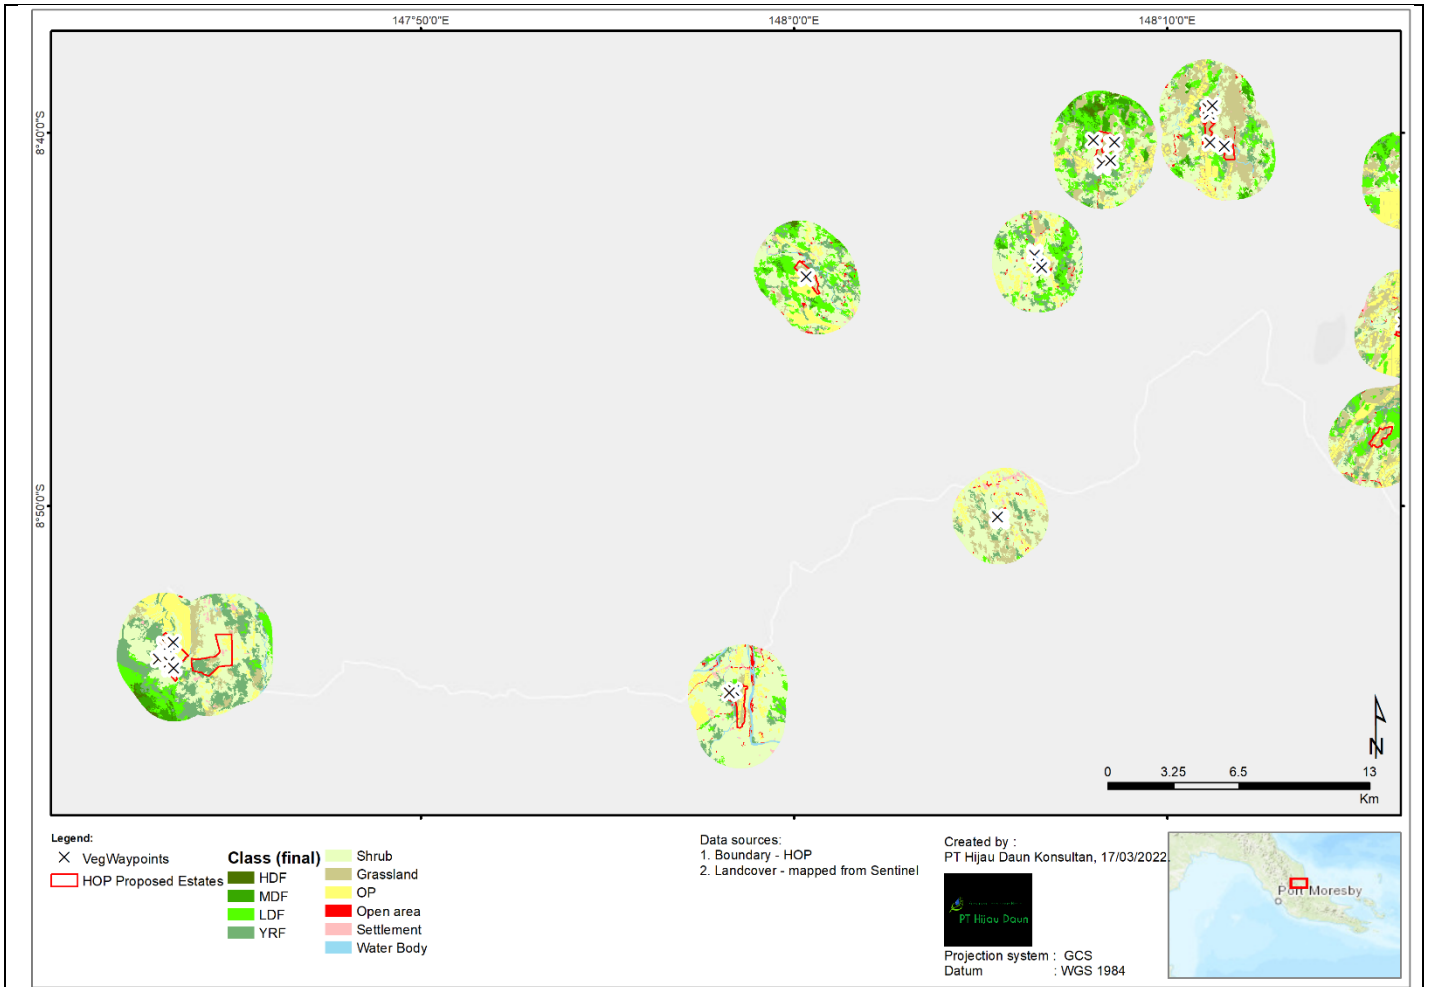 147°50'0"E
148°0'0"E
148°10'0"E
8°40'0"S
8°50'0"S
N
0 3.25 6.5 13
Km
Legend:
VegWaypoints
HOP Proposed Estates
Class (final)
HDF
MDF
LDF
YRF
Shrub
Grassland
OP
Open area
Settlement
Water Body
Data sources:
1. Boundary - HOP
2. Landcover - mapped from Sentinel
Created by :
PT Hijau Daun Konsultan, 17/03/2022
PT Hijau Daun
Projection system : GCS
Datum : WGS 1984
Port Moresby